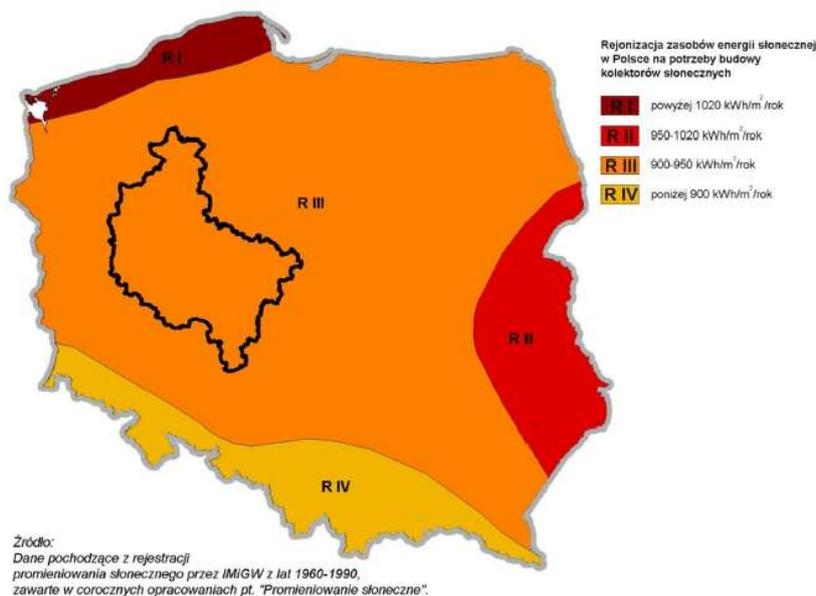 Rejonizacja zasobów energii słonecznej
w Polsce na potrzeby budowy
kolektorów słonecznych
R I powyżej 1020 kWh/m²/rok
R II 950-1020 kWh/m²/rok
R III 900-950 kWh/m²/rok
R IV poniżej 900 kWh/m²/rok
R I
R III
R II
R IV
Źródło:
Dane pochodzące z rejestracji
promieniowania słonecznego przez IMiGW z lat 1960-1990,
zawarte w corocznych opracowaniach pt. "Promieniowanie słoneczne".